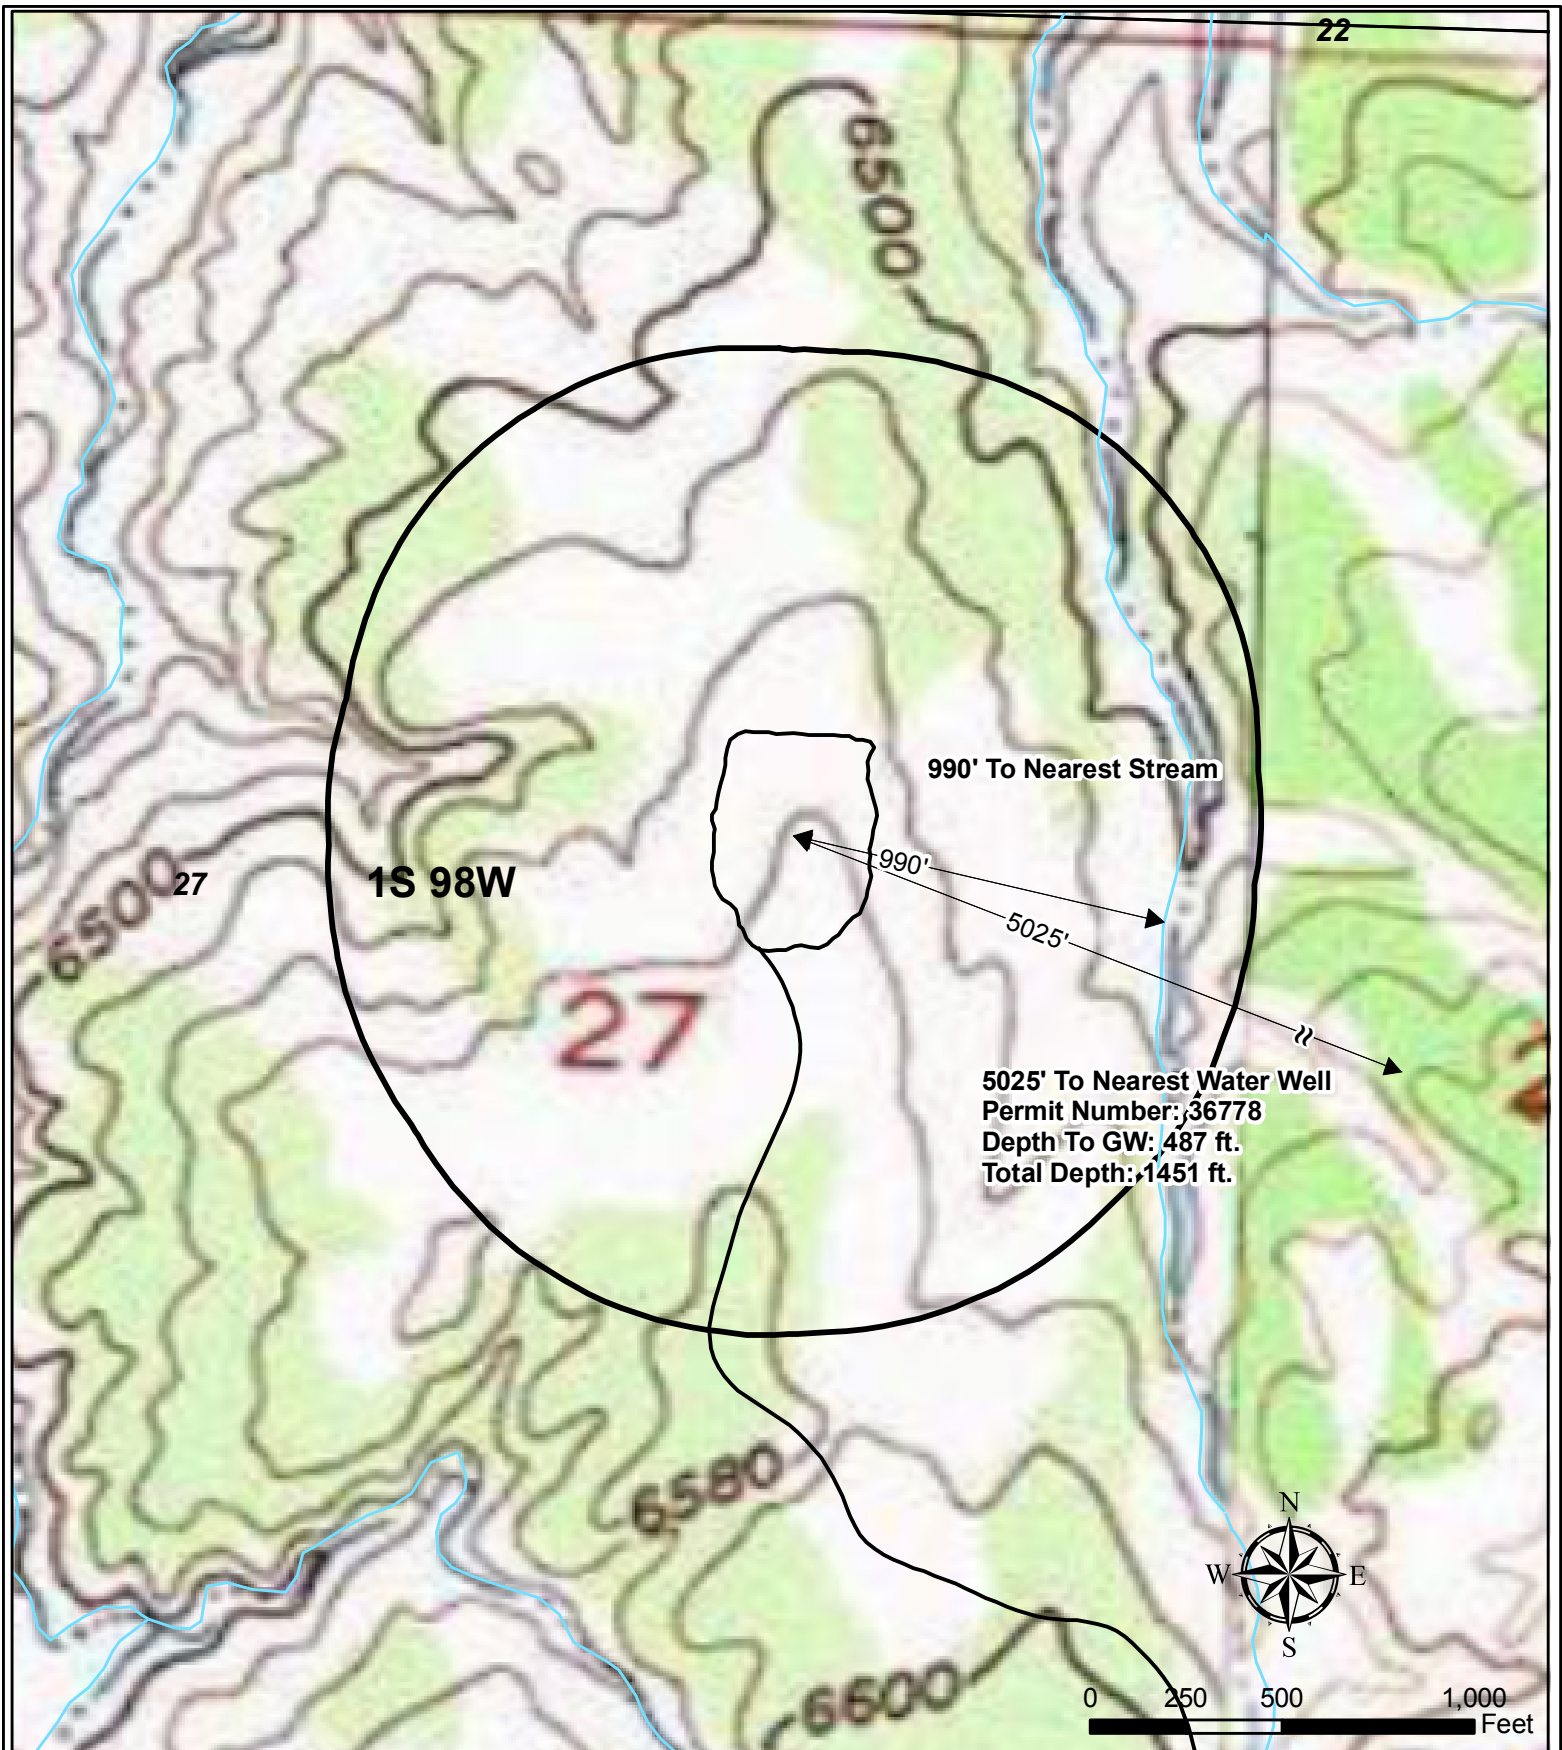 22
6500
990' To Nearest Stream
990'
27
1S 98W
6500
5025'
27
5025' To Nearest Water Well
Permit Number: 36778
Depth To GW: 487 ft.
Total Depth: 1451 ft.
6580
N
W
E
S
6600
0 250 500 1,000
Feet